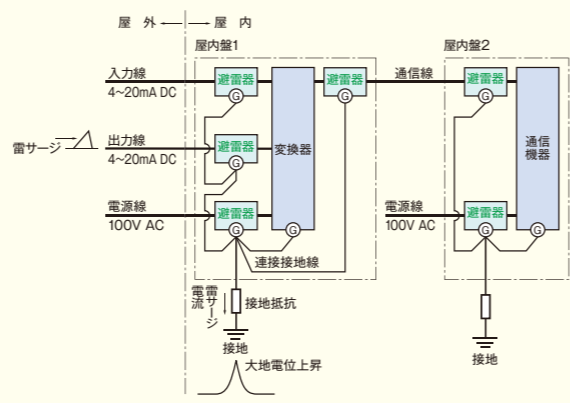 屋 外
屋 内
屋内盤1
屋内盤2
入力線
4~20mA DC
避雷器
G
避雷器
G
通信線
避雷器
G
雷サージ
出力線
4~20mA DC
避雷器
G
変換器
通信
機器
電源線
100V AC
避雷器
G
G
電源線
100V AC
避雷器
G
G
連接接地線
雷サージ
電流
接地抵抗
接地
接地
大地電位上昇